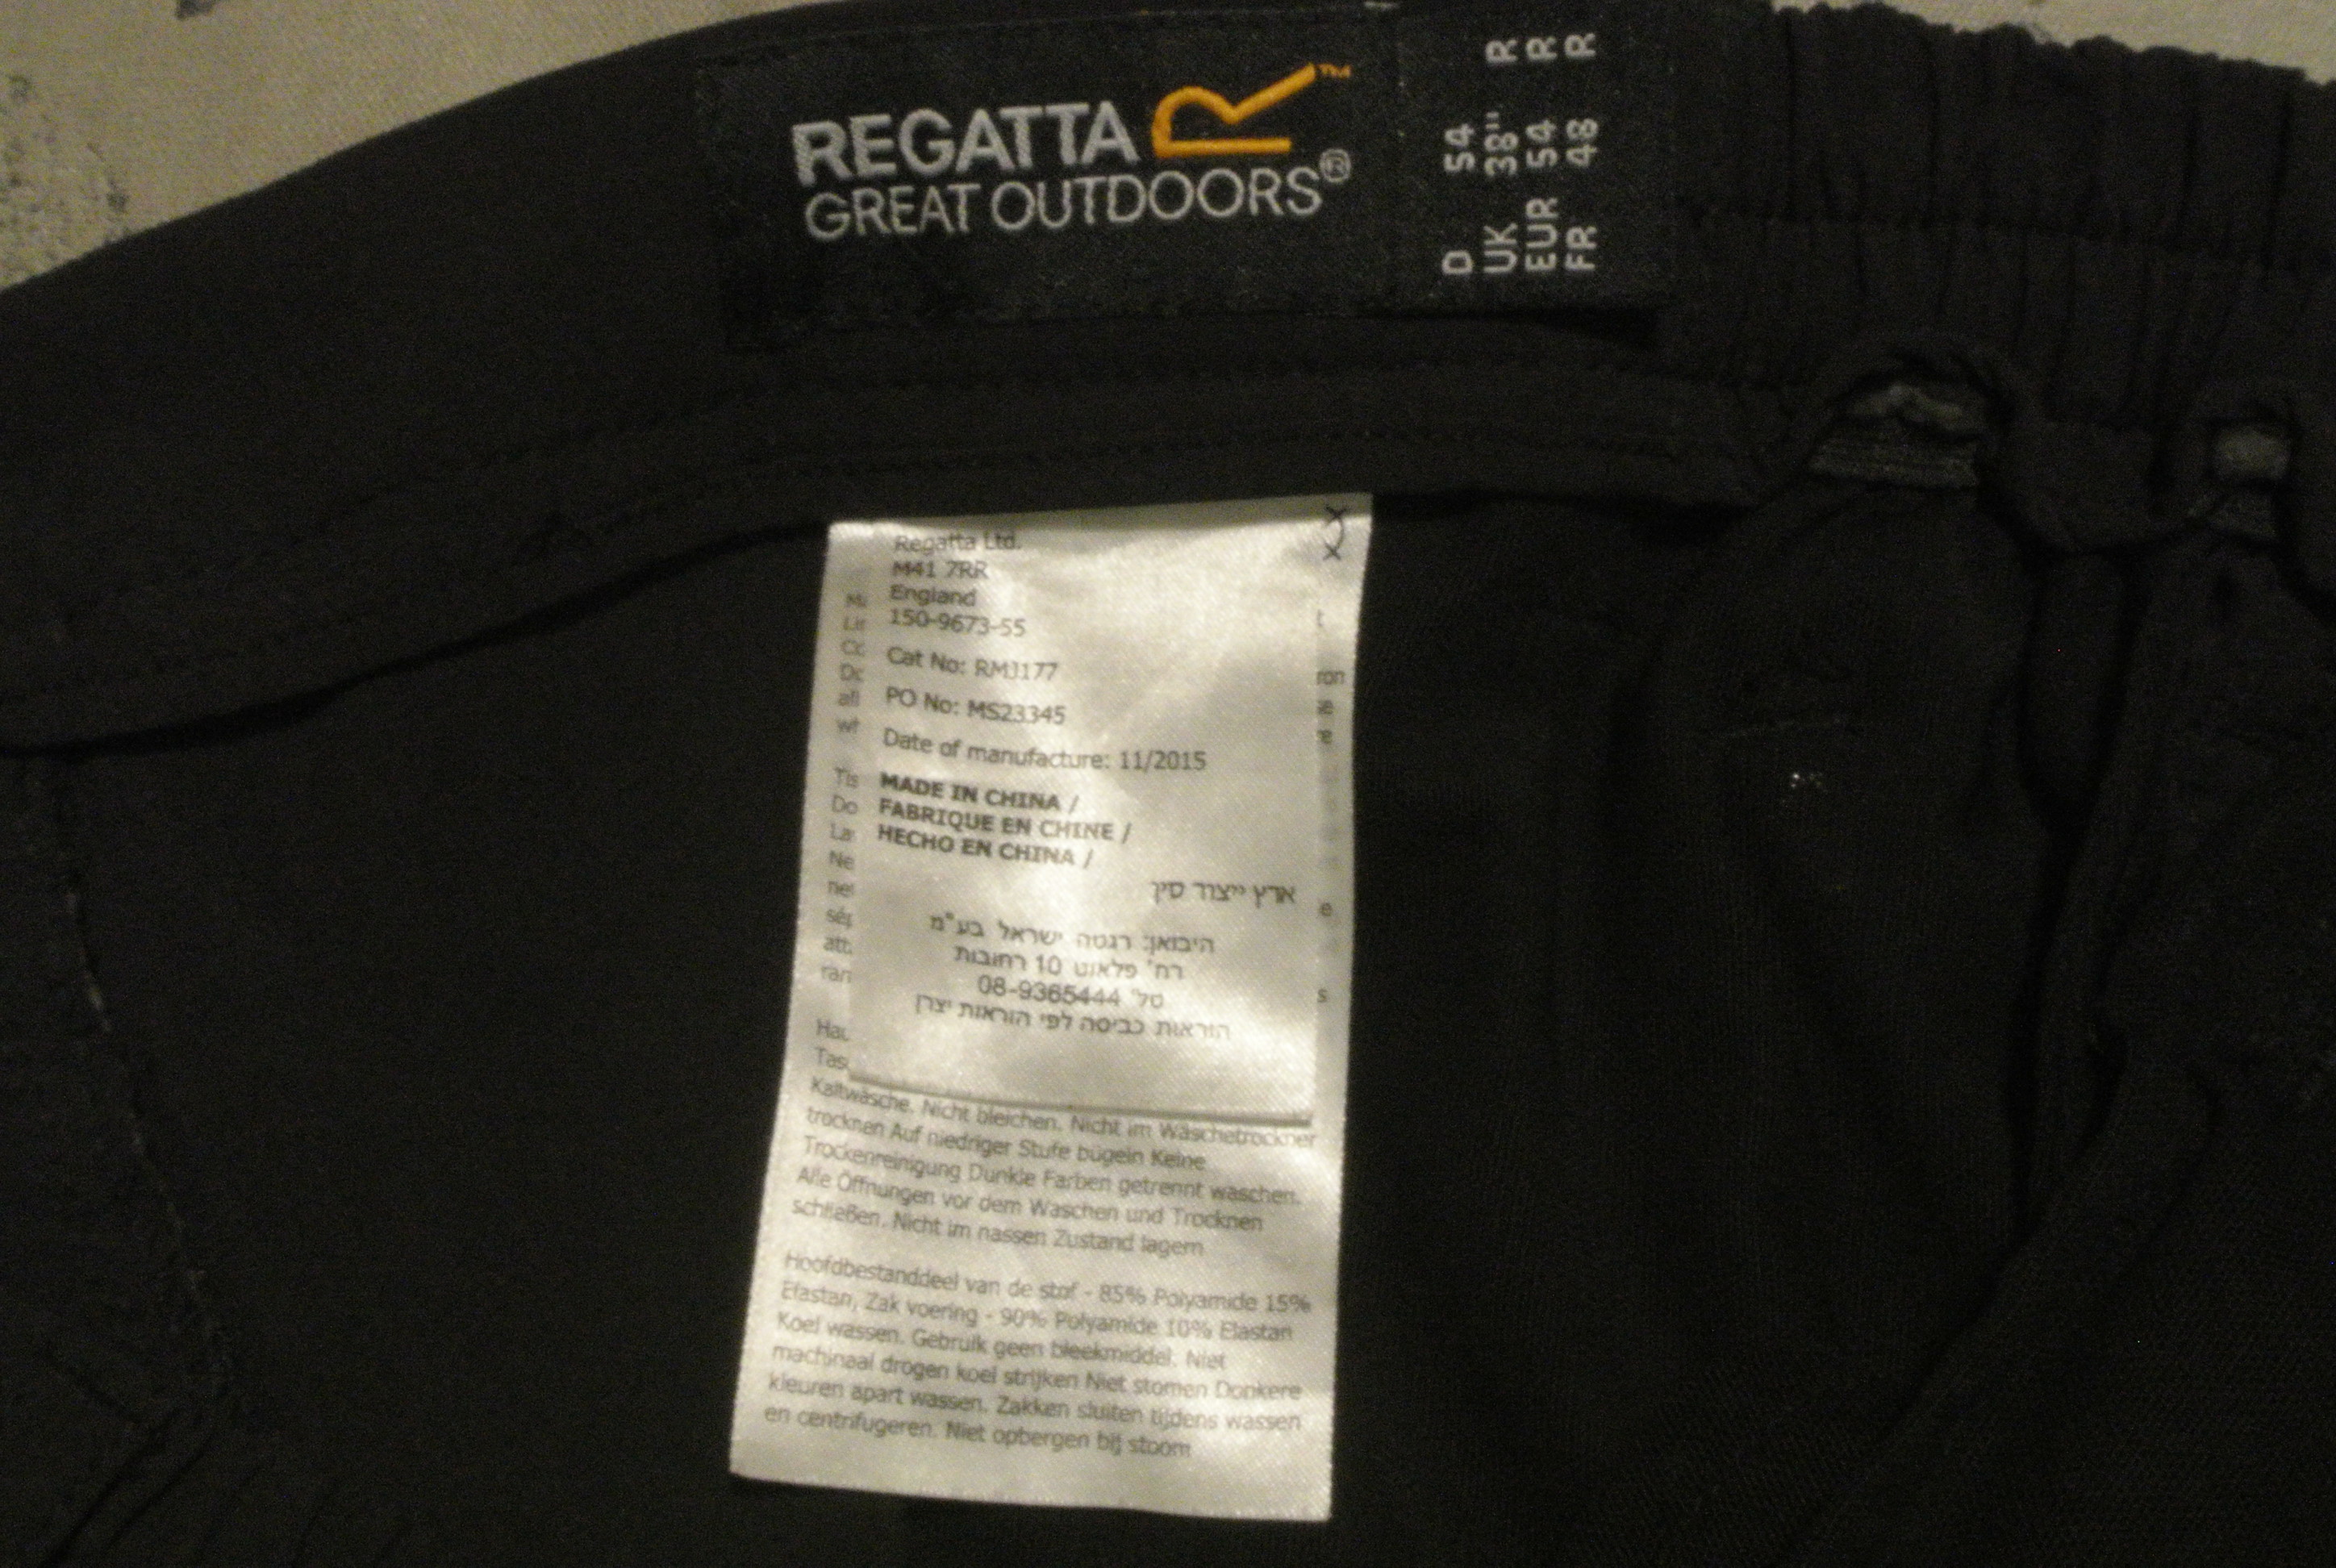 REGATTA R™
GREAT OUTDOORS®
D 54
UK 38" R
EUR 54 R
FR 48 R
Regatta Ltd.
M41 7RR
England
150-9673-55
Cat No: RMJ177
PO No: MS23345
Date of manufacture: 11/2015
MADE IN CHINA /
FABRIQUE EN CHINE /
HECHO EN CHINA /
ארץ ייצור סין
היבואן: רגטה ישראל בע"מ
רח' פלאוט 10 רחובות
טל' 08-9365444
הוראות כביסה לפי הוראות יצרן
Kaltwäsche. Nicht bleichen. Nicht im Wäschetrockner
trocknen Auf niedriger Stufe bügeln Keine
Trockenreinigung Dunkle Farben getrennt waschen.
Alle Öffnungen vor dem Waschen und Trocknen
schließen. Nicht im nassen Zustand lagern
Hoofdbestanddeel van de stof - 85% Polyamide 15%
Elastan, Zak voering - 90% Polyamide 10% Elastan
Koel wassen. Gebruik geen bleekmiddel. Niet
machinaal drogen koel strijken Niet stomen Donkere
kleuren apart wassen. Zakken sluiten tijdens wassen
en centrifugeren. Niet opbergen bij stoom